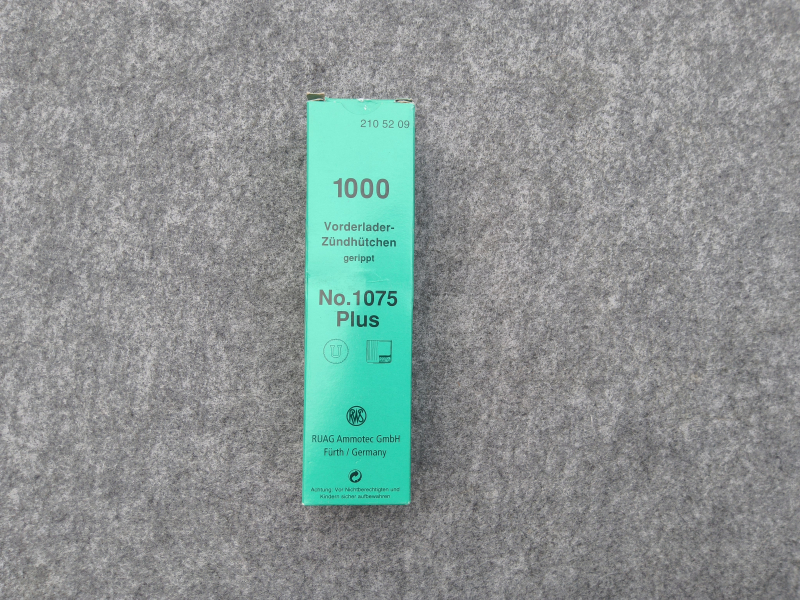 210 52 09
1000
Vorderlader-
Zündhütchen
gerippt
No.1075
Plus
RWS
RUAG Ammotec GmbH
Fürth / Germany
Achtung: Vor Nichtberechtigten und
Kindern sicher aufbewahren